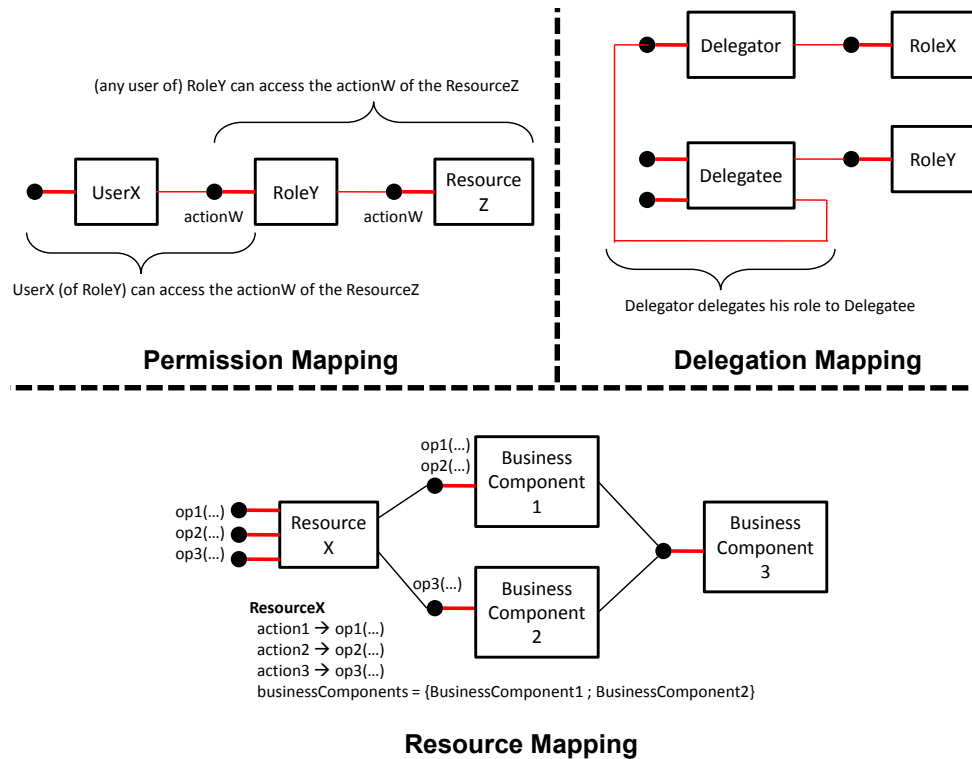 (any user of) RoleY can access the actionW of the ResourceZ
UserX
RoleY
Resource
Z
actionW
actionW
UserX (of RoleY) can access the actionW of the ResourceZ
Permission Mapping
Delegator
RoleX
Delegatee
RoleY
Delegator delegates his role to Delegatee
Delegation Mapping
op1(...)
op2(...)
op3(...)
Resource
X
op1(...)
op2(...)
Business
Component
1
op3(...)
Business
Component
2
Business
Component
3
ResourceX
action1 → op1(...)
action2 → op2(...)
action3 → op3(...)
businessComponents = {BusinessComponent1 ; BusinessComponent2}
Resource Mapping